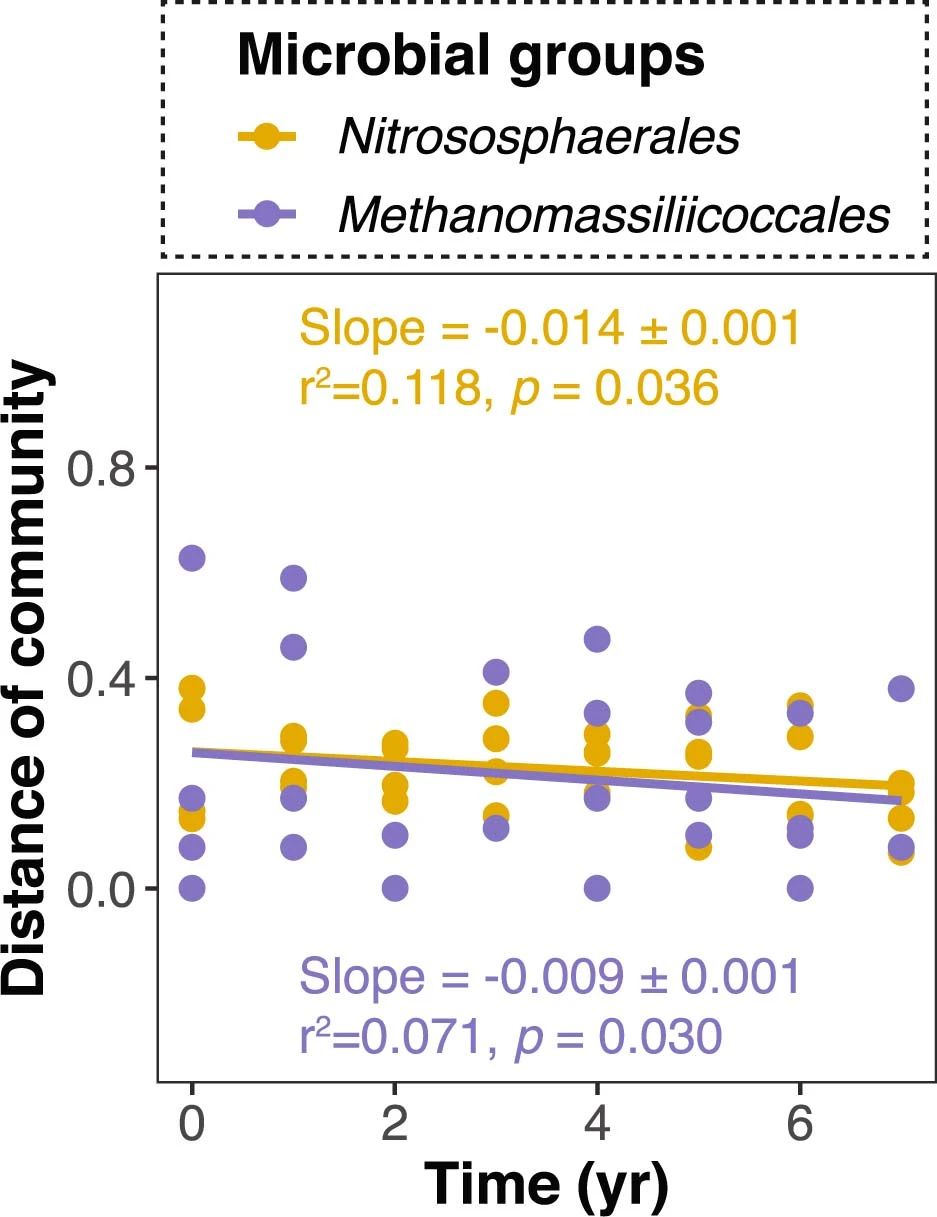 Microbial groups
Nitrososphaerales
Methanomassiliicoccales
Slope = -0.014 ± 0.001
r²=0.118, p = 0.036
Distance of community
0.8
0.4
0.0
Slope = -0.009 ± 0.001
r²=0.071, p = 0.030
0 2 4 6
Time (yr)